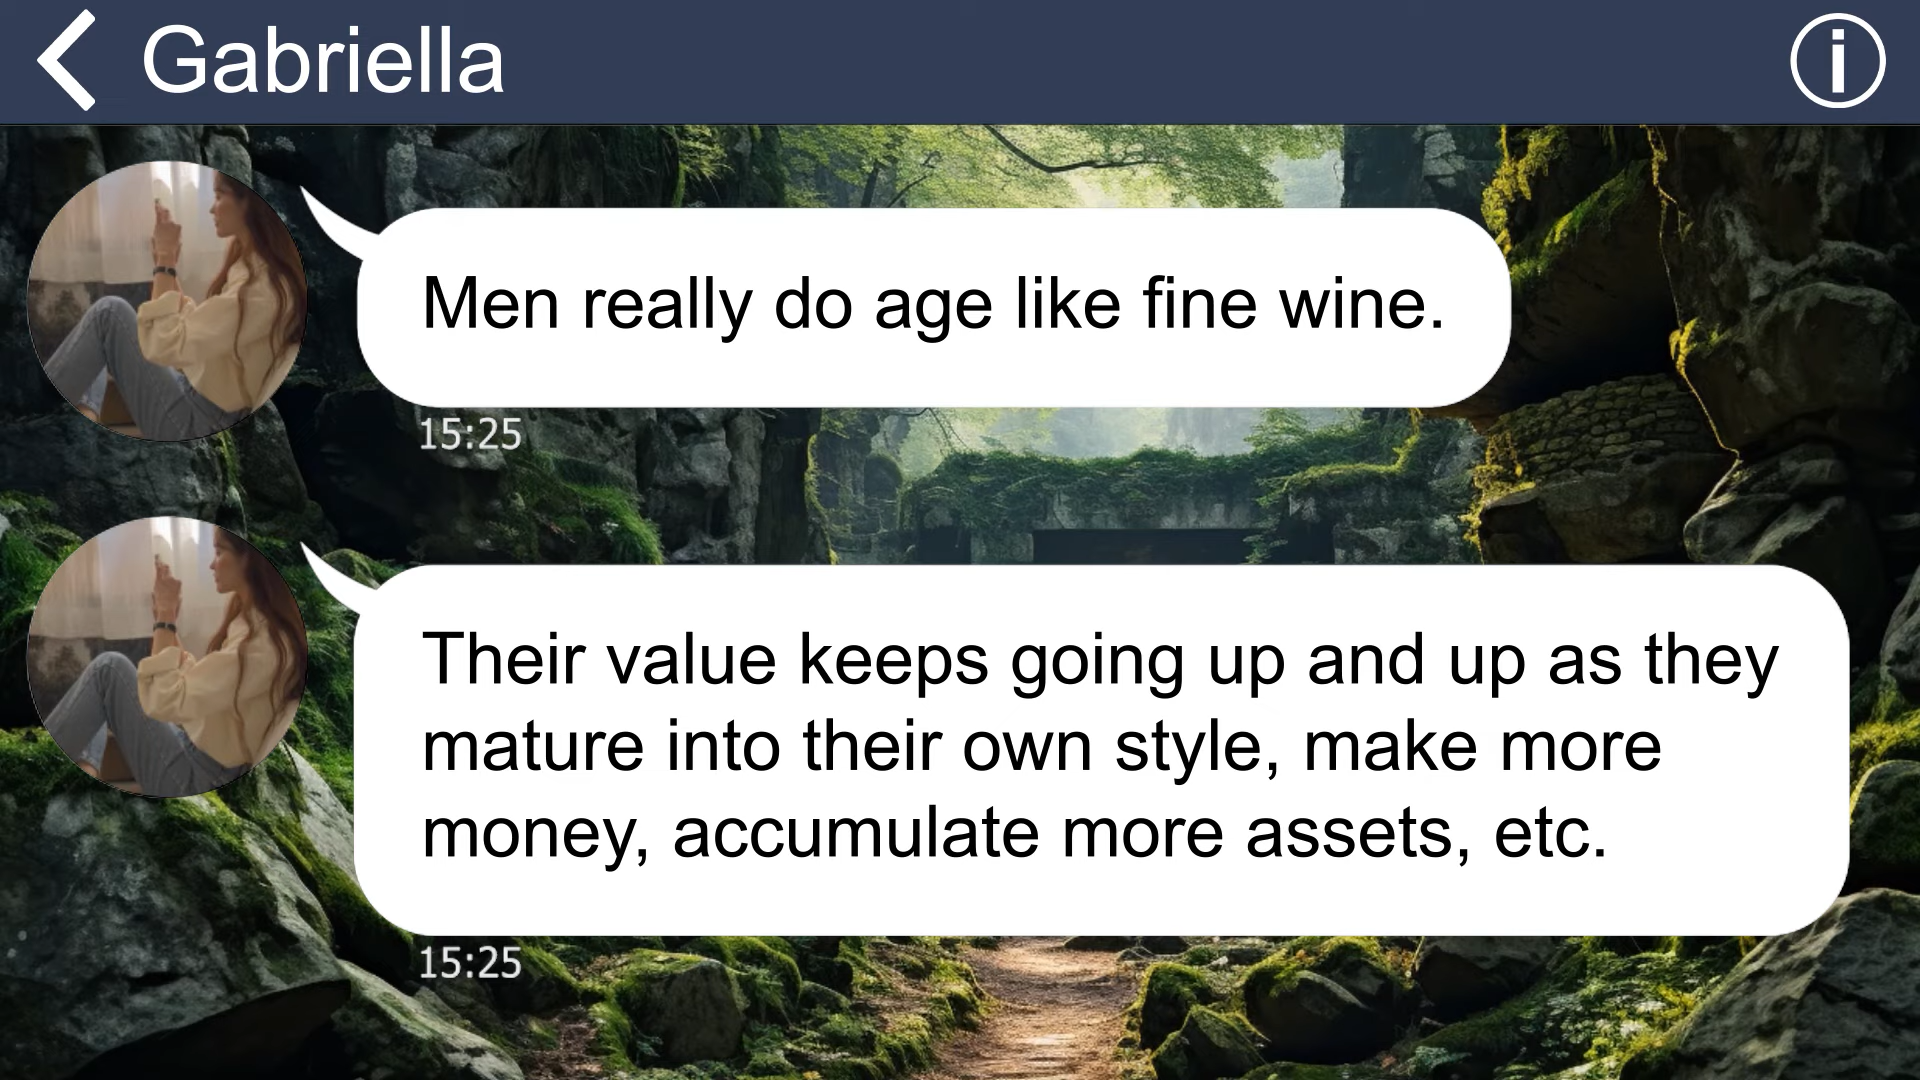 Gabriella
Men really do age like fine wine.
15:25
Their value keeps going up and up as they
mature into their own style, make more
money, accumulate more assets, etc.
15:25